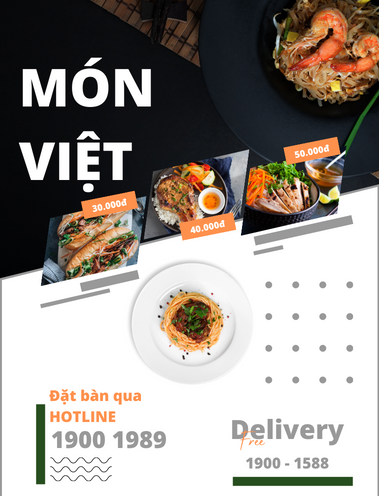 MÓN
VIỆT
30.000đ
40.000đ
50.000đ
Đặt bàn qua
HOTLINE
1900 1989
Delivery
Free
1900 - 1588